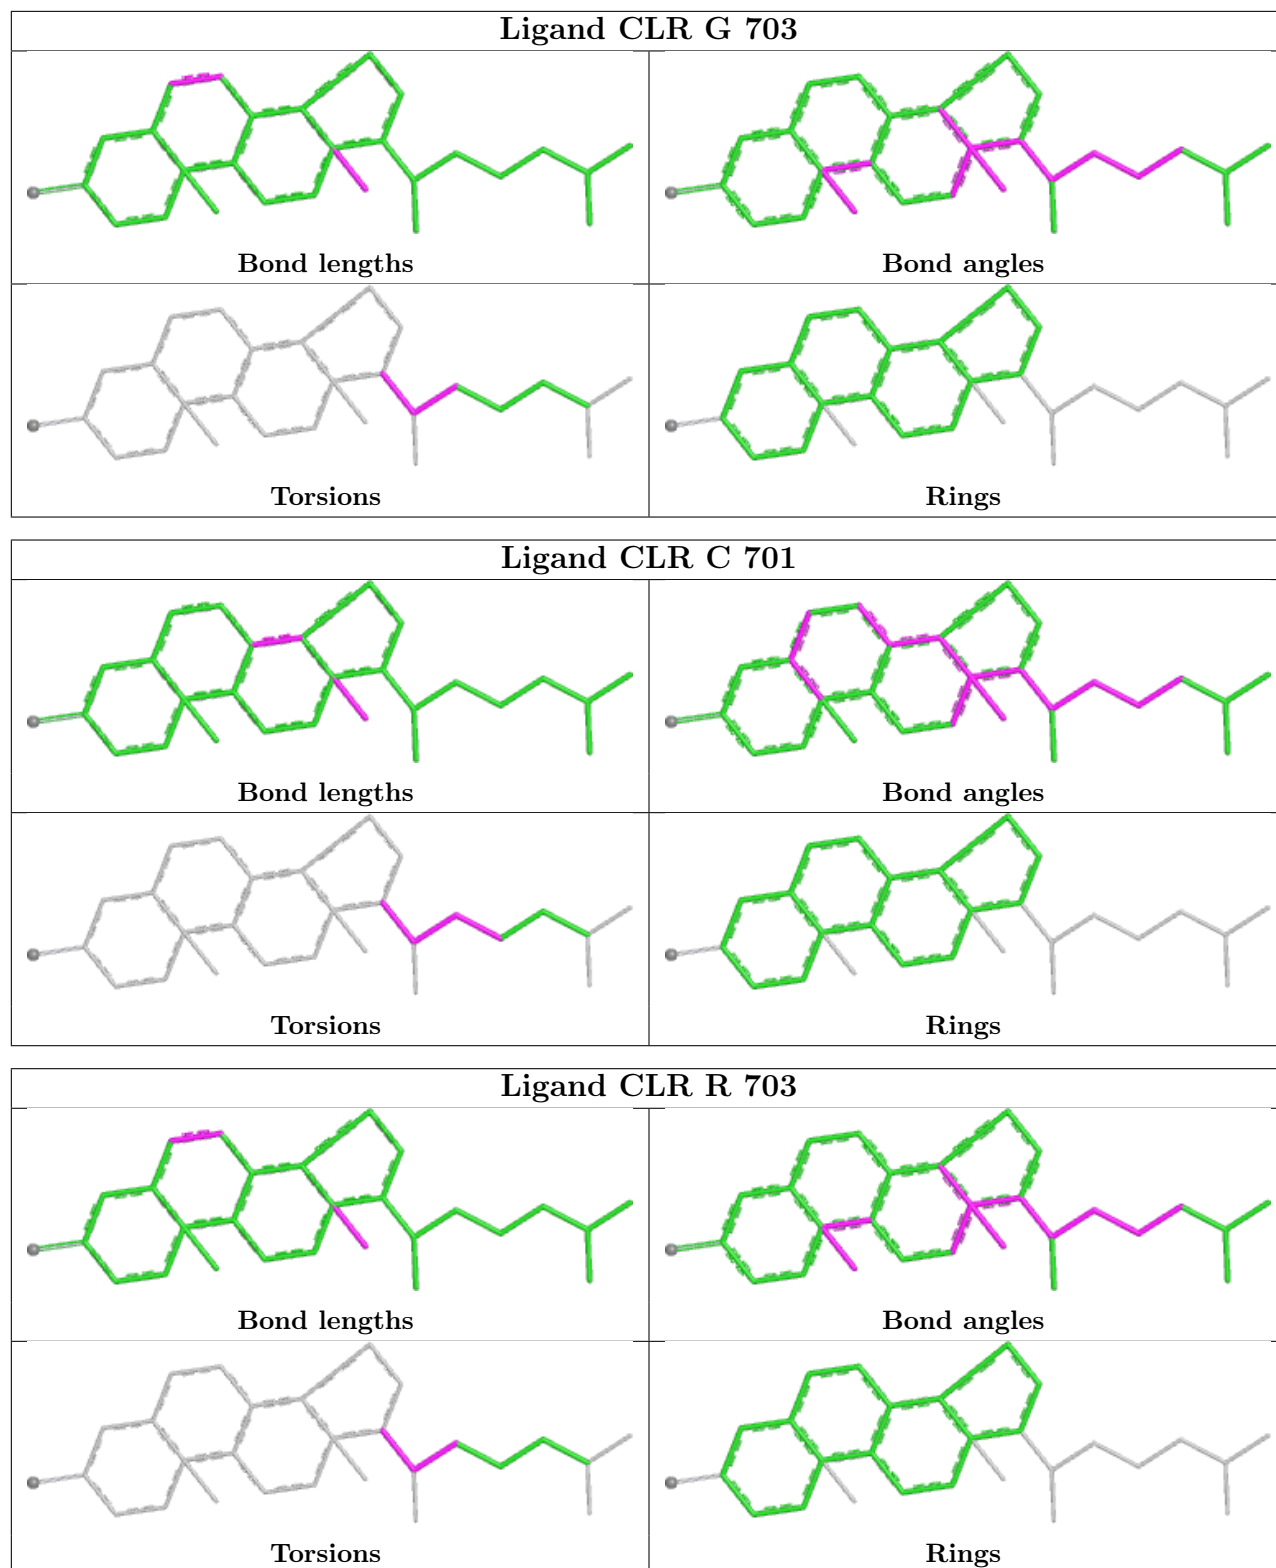 Ligand CLR G 703
Bond lengths
Bond angles
Torsions
Rings
Ligand CLR C 701
Bond lengths
Bond angles
Torsions
Rings
Ligand CLR R 703
Bond lengths
Bond angles
Torsions
Rings